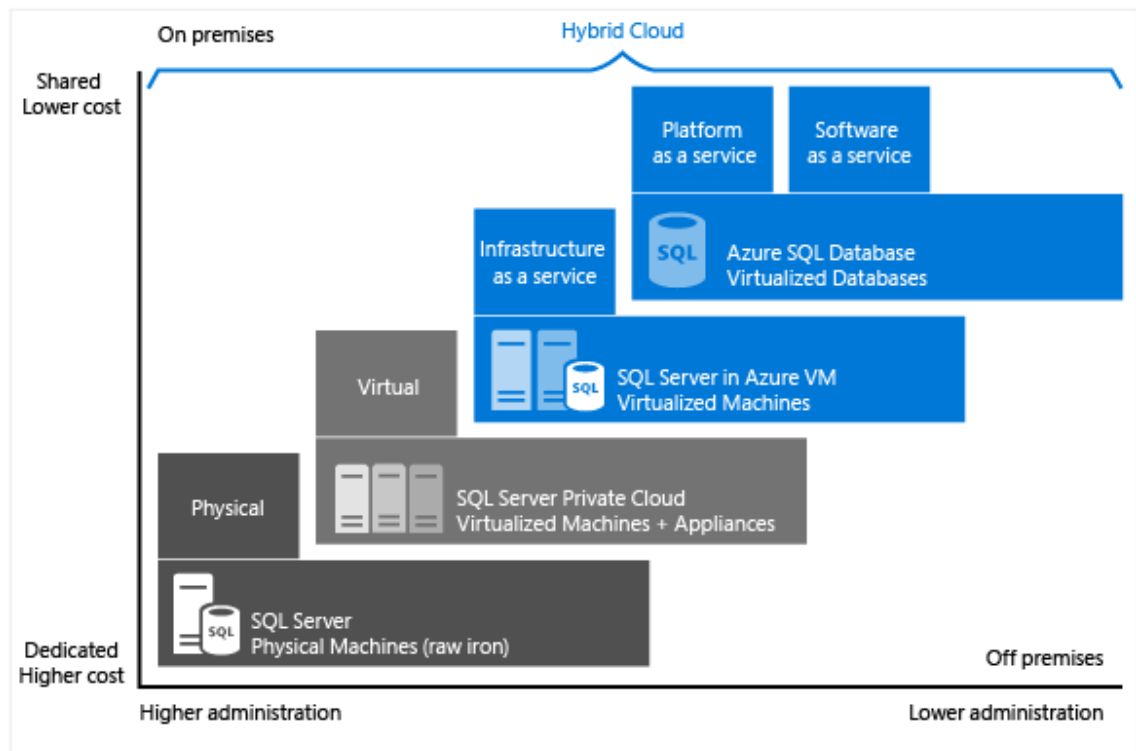 On premises
Hybrid Cloud
Shared
Lower cost
Platform
as a service
Software
as a service
SQL
Azure SQL Database
Virtualized Databases
Infrastructure
as a service
SQL
SQL Server in Azure VM
Virtualized Machines
Virtual
SQL Server Private Cloud
Virtualized Machines + Appliances
Physical
SQL
SQL Server
Physical Machines (raw iron)
Dedicated
Higher cost
Off premises
Higher administration
Lower administration